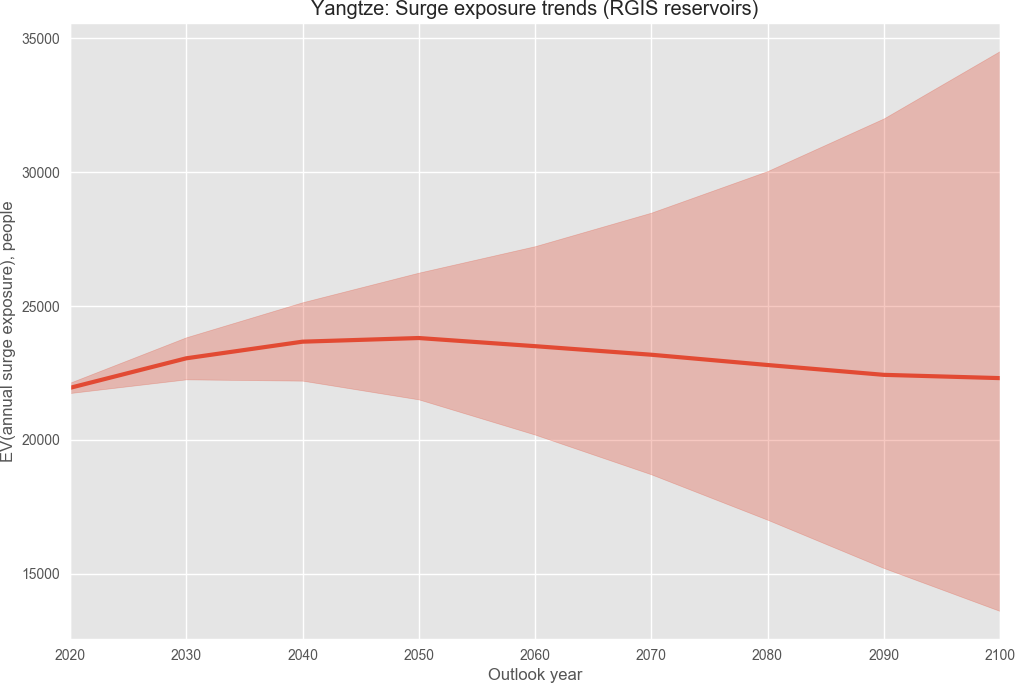 Yangtze: Surge exposure trends (RGIS reservoirs)
EV(annual surge exposure), people
35000
30000
25000
20000
15000
2020 2030 2040 2050 2060 2070 2080 2090 2100
Outlook year